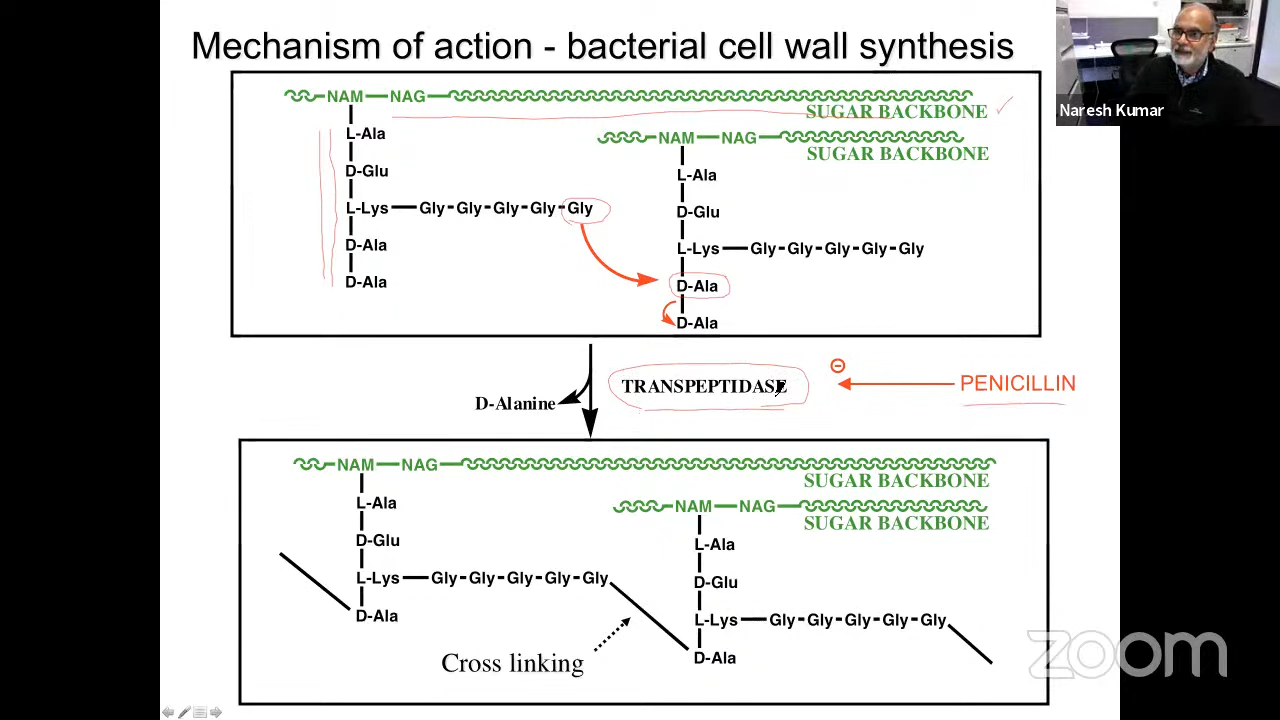 Mechanism of action - bacterial cell wall synthesis
Naresh Kumar
NAM NAG
SUGAR BACKBONE
L-Ala
D-Glu
L-Lys Gly Gly Gly Gly Gly
D-Ala
D-Ala
NAM NAG
SUGAR BACKBONE
L-Ala
D-Glu
L-Lys Gly Gly Gly Gly Gly
D-Ala
D-Ala
TRANSPEPTIDASE
PENICILLIN
D-Alanine
NAM NAG
SUGAR BACKBONE
L-Ala
D-Glu
L-Lys Gly Gly Gly Gly Gly
D-Ala
NAM NAG
SUGAR BACKBONE
L-Ala
D-Glu
L-Lys Gly Gly Gly Gly Gly
D-Ala
Cross linking
zoom